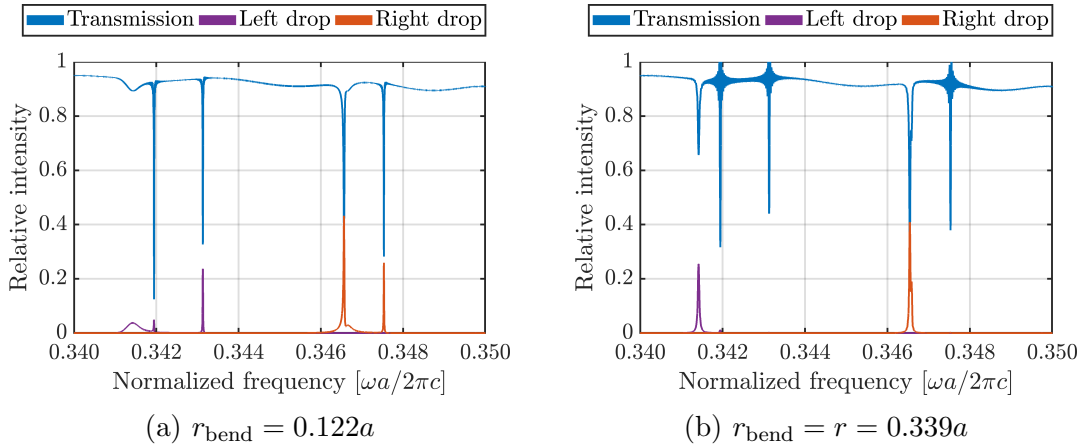 Transmission Left drop Right drop
1
0.8
0.6
0.4
0.2
0
Relative intensity
0.340 0.342 0.344 0.346 0.348 0.350
Normalized frequency [ωa/2πc]
(a) r_bend = 0.122a
Transmission Left drop Right drop
1
0.8
0.6
0.4
0.2
0
Relative intensity
0.340 0.342 0.344 0.346 0.348 0.350
Normalized frequency [ωa/2πc]
(b) r_bend = r = 0.339a